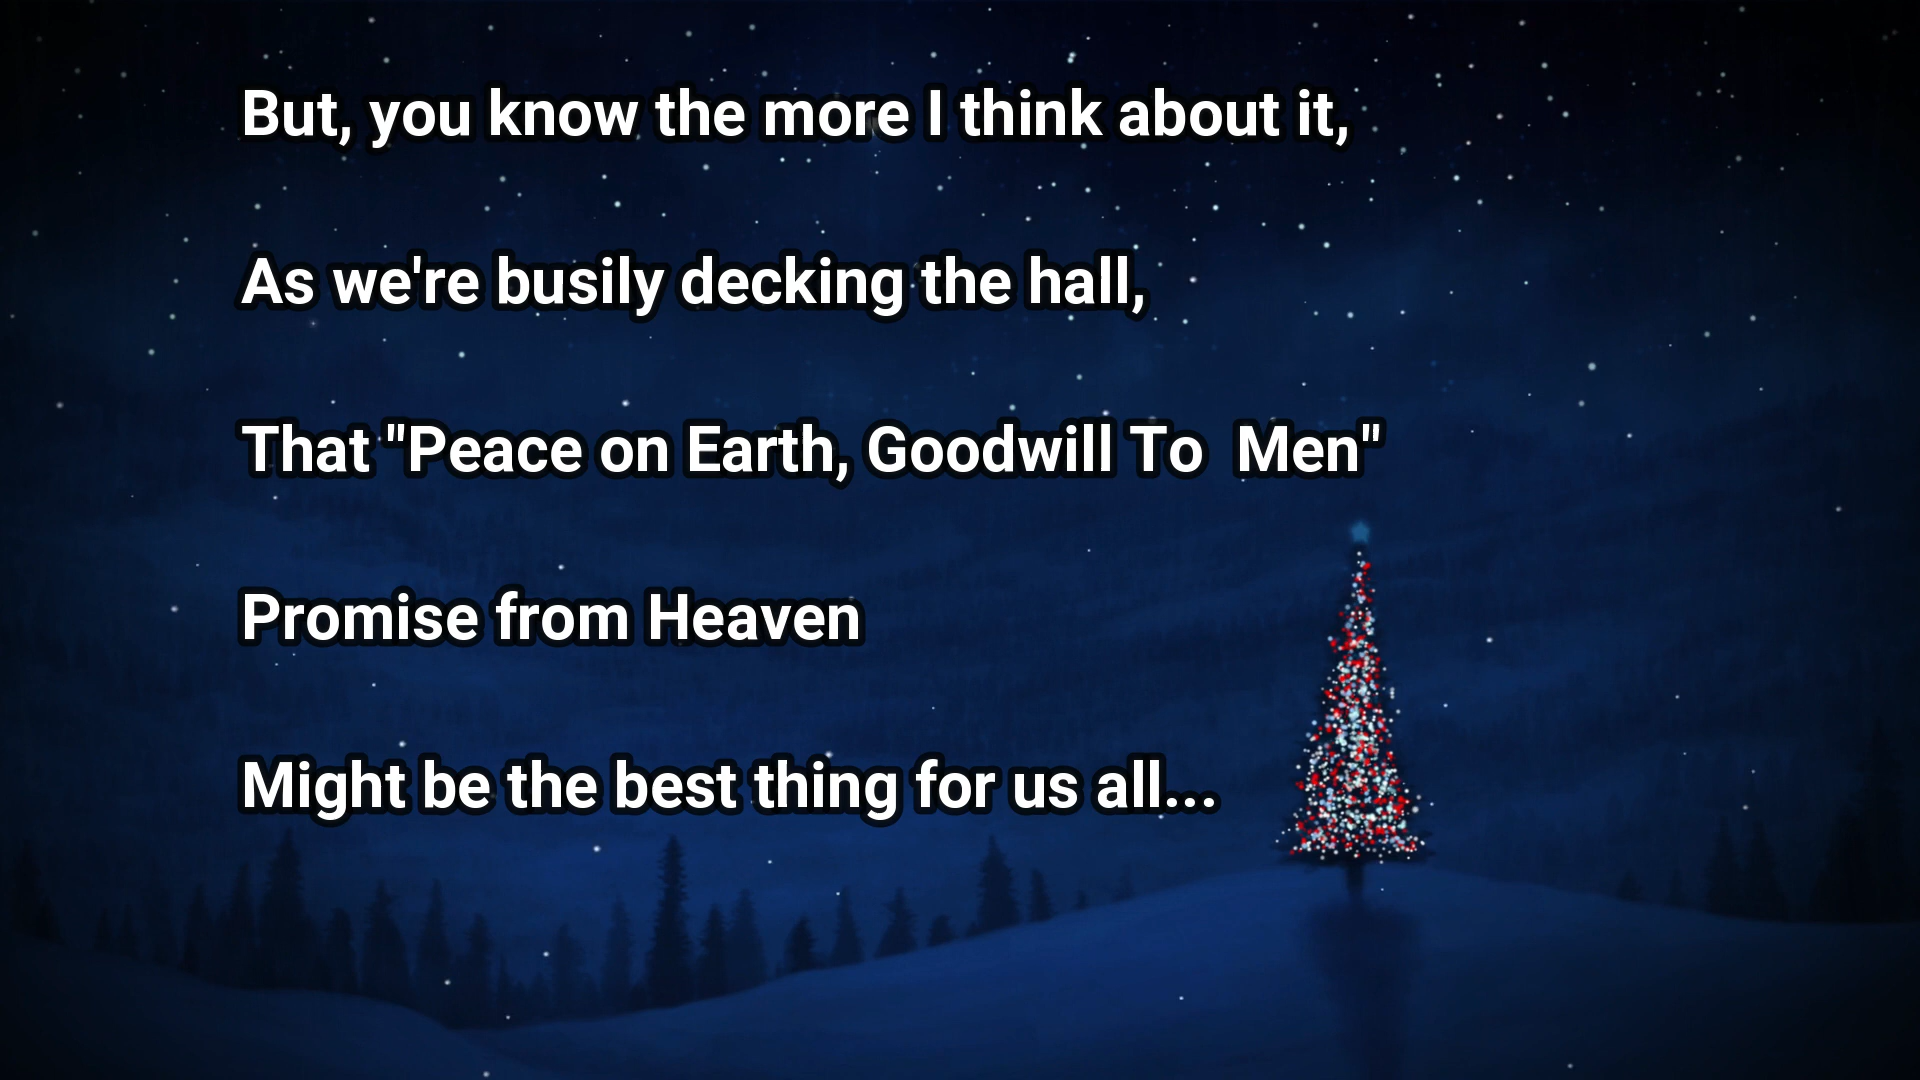 But, you know the more I think about it,
As we're busily decking the hall,
That "Peace on Earth, Goodwill To  Men"
Promise from Heaven
Might be the best thing for us all...